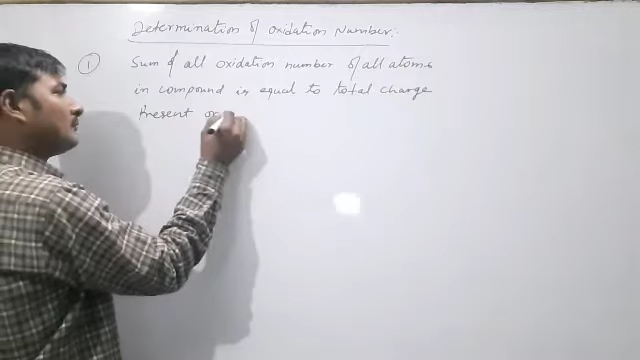 Determination of oxidation Number:-
① Sum of all oxidation number of all atoms
in compound is equal to total charge
Present on